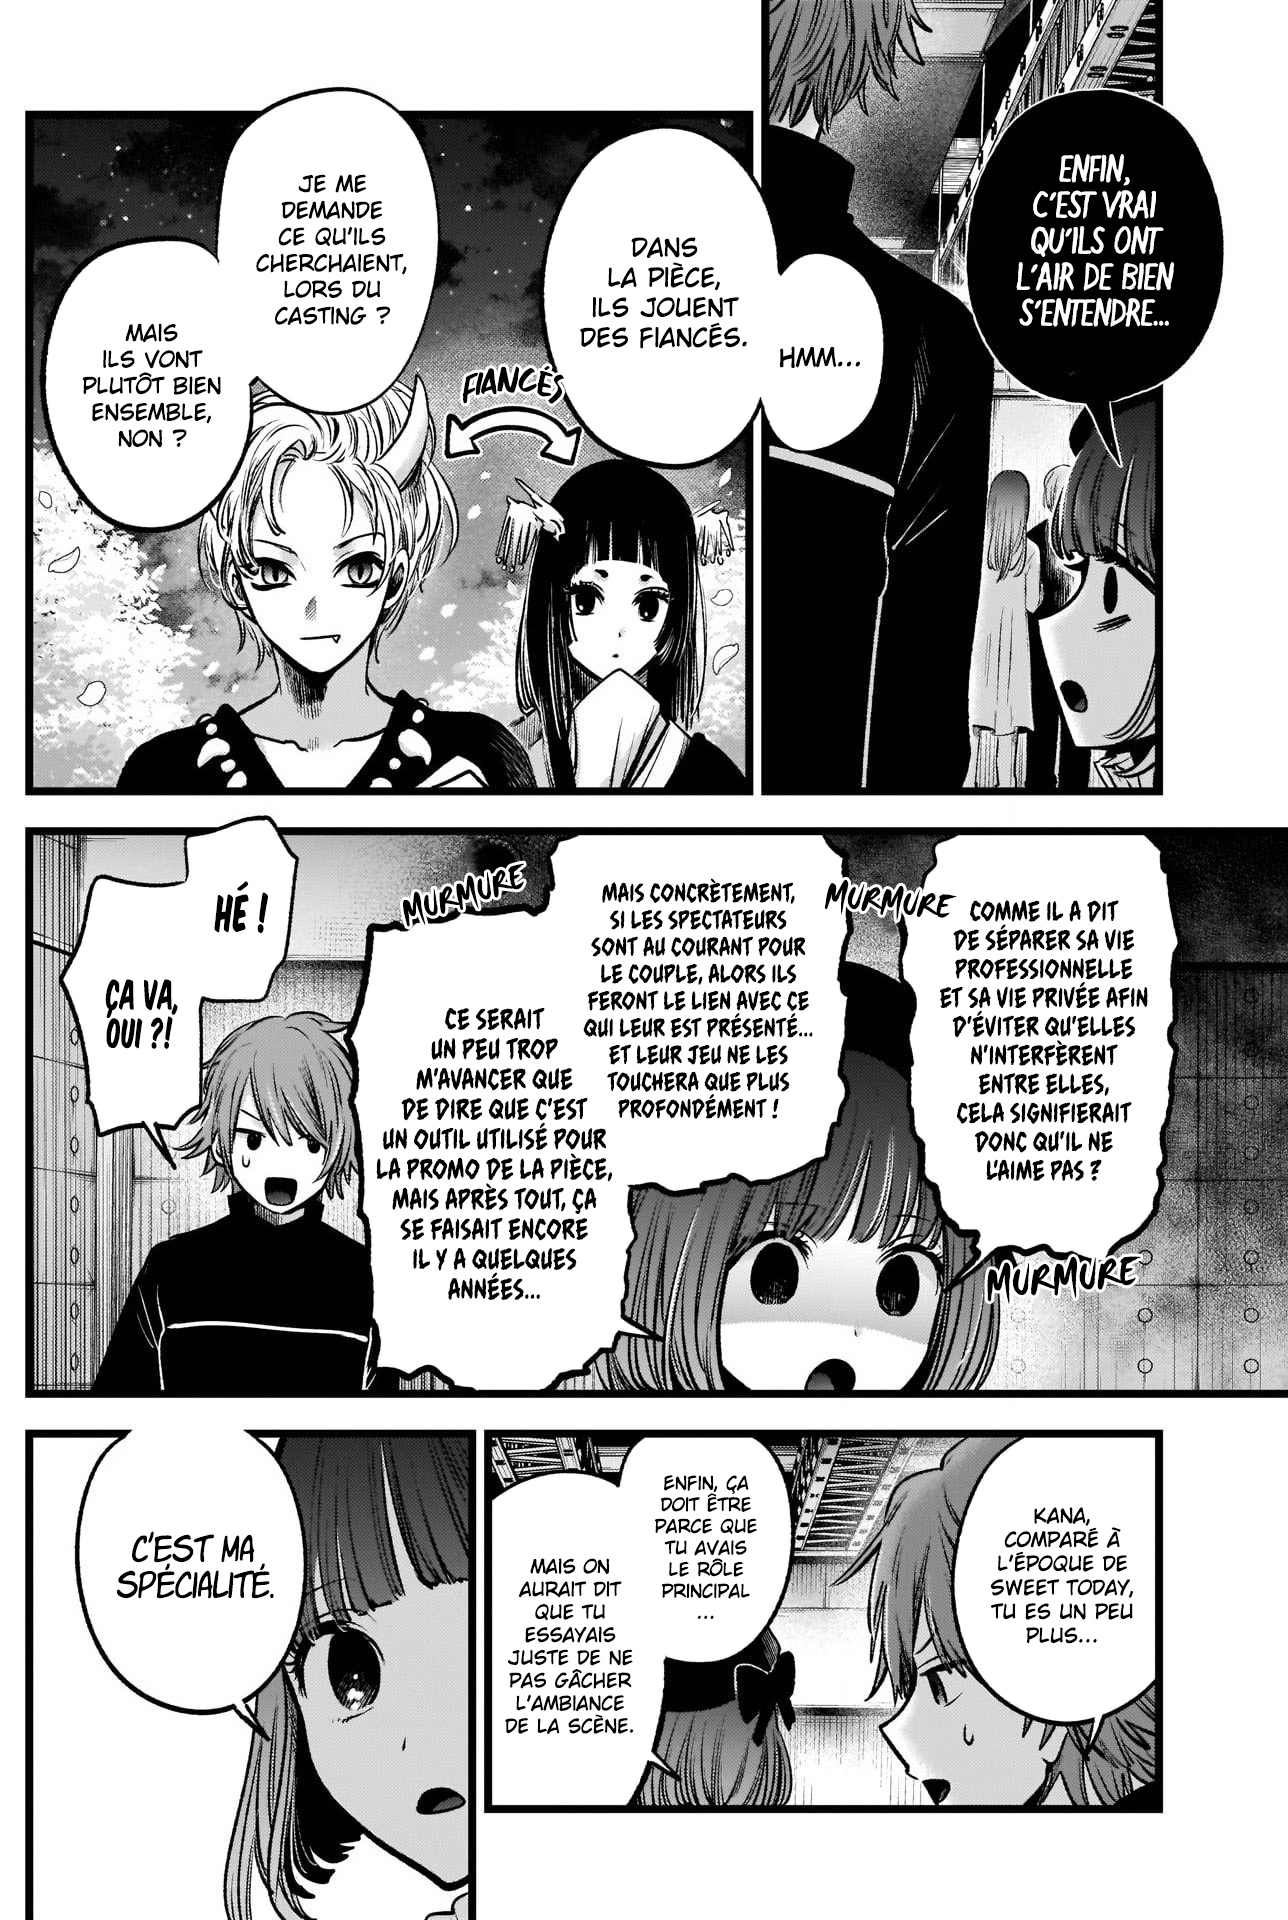 ENFIN,
C'EST VRAI
QU'ILS ONT
L'AIR DE BIEN
S'ENTENDRE...
HMM...
DANS
LA PIÈCE,
ILS JOUENT
DES FIANCÉS.
FIANCÉS
JE ME
DEMANDE
CE QU'ILS
CHERCHAIENT,
LORS DU
CASTING ?
MAIS
ILS VONT
PLUTÔT BIEN
ENSEMBLE,
NON ?
COMME IL A DIT
DE SÉPARER SA VIE
PROFESSIONNELLE
ET SA VIE PRIVÉE AFIN
D'ÉVITER QU'ELLES
N'INTERFÈRENT
ENTRE ELLES,
CELA SIGNIFIERAIT
DONC QU'IL NE
L'AIME PAS ?
MURMURE
MURMURE
MAIS CONCRÈTEMENT,
SI LES SPECTATEURS
SONT AU COURANT POUR
LE COUPLE, ALORS ILS
FERONT LE LIEN AVEC CE
QUI LEUR EST PRÉSENTÉ...
ET LEUR JEU NE LES
TOUCHERA QUE PLUS
PROFONDÉMENT !
MURMURE
CE SERAIT
UN PEU TROP
M'AVANCER QUE
DE DIRE QUE C'EST
UN OUTIL UTILISÉ POUR
LA PROMO DE LA PIÈCE,
MAIS APRÈS TOUT, ÇA
SE FAISAIT ENCORE
IL Y A QUELQUES
ANNÉES...
HÉ !
ÇA VA,
OUI ?!
KANA,
COMPARÉ À
L'ÉPOQUE DE
SWEET TODAY,
TU ES UN PEU
PLUS...
ENFIN, ÇA
DOIT ÊTRE
PARCE QUE
TU AVAIS
LE RÔLE
PRINCIPAL
...
MAIS ON
AURAIT DIT
QUE TU
ESSAYAIS
JUSTE DE NE
PAS GÂCHER
L'AMBIANCE
DE LA SCÈNE.
C'EST MA
SPÉCIALITÉ.